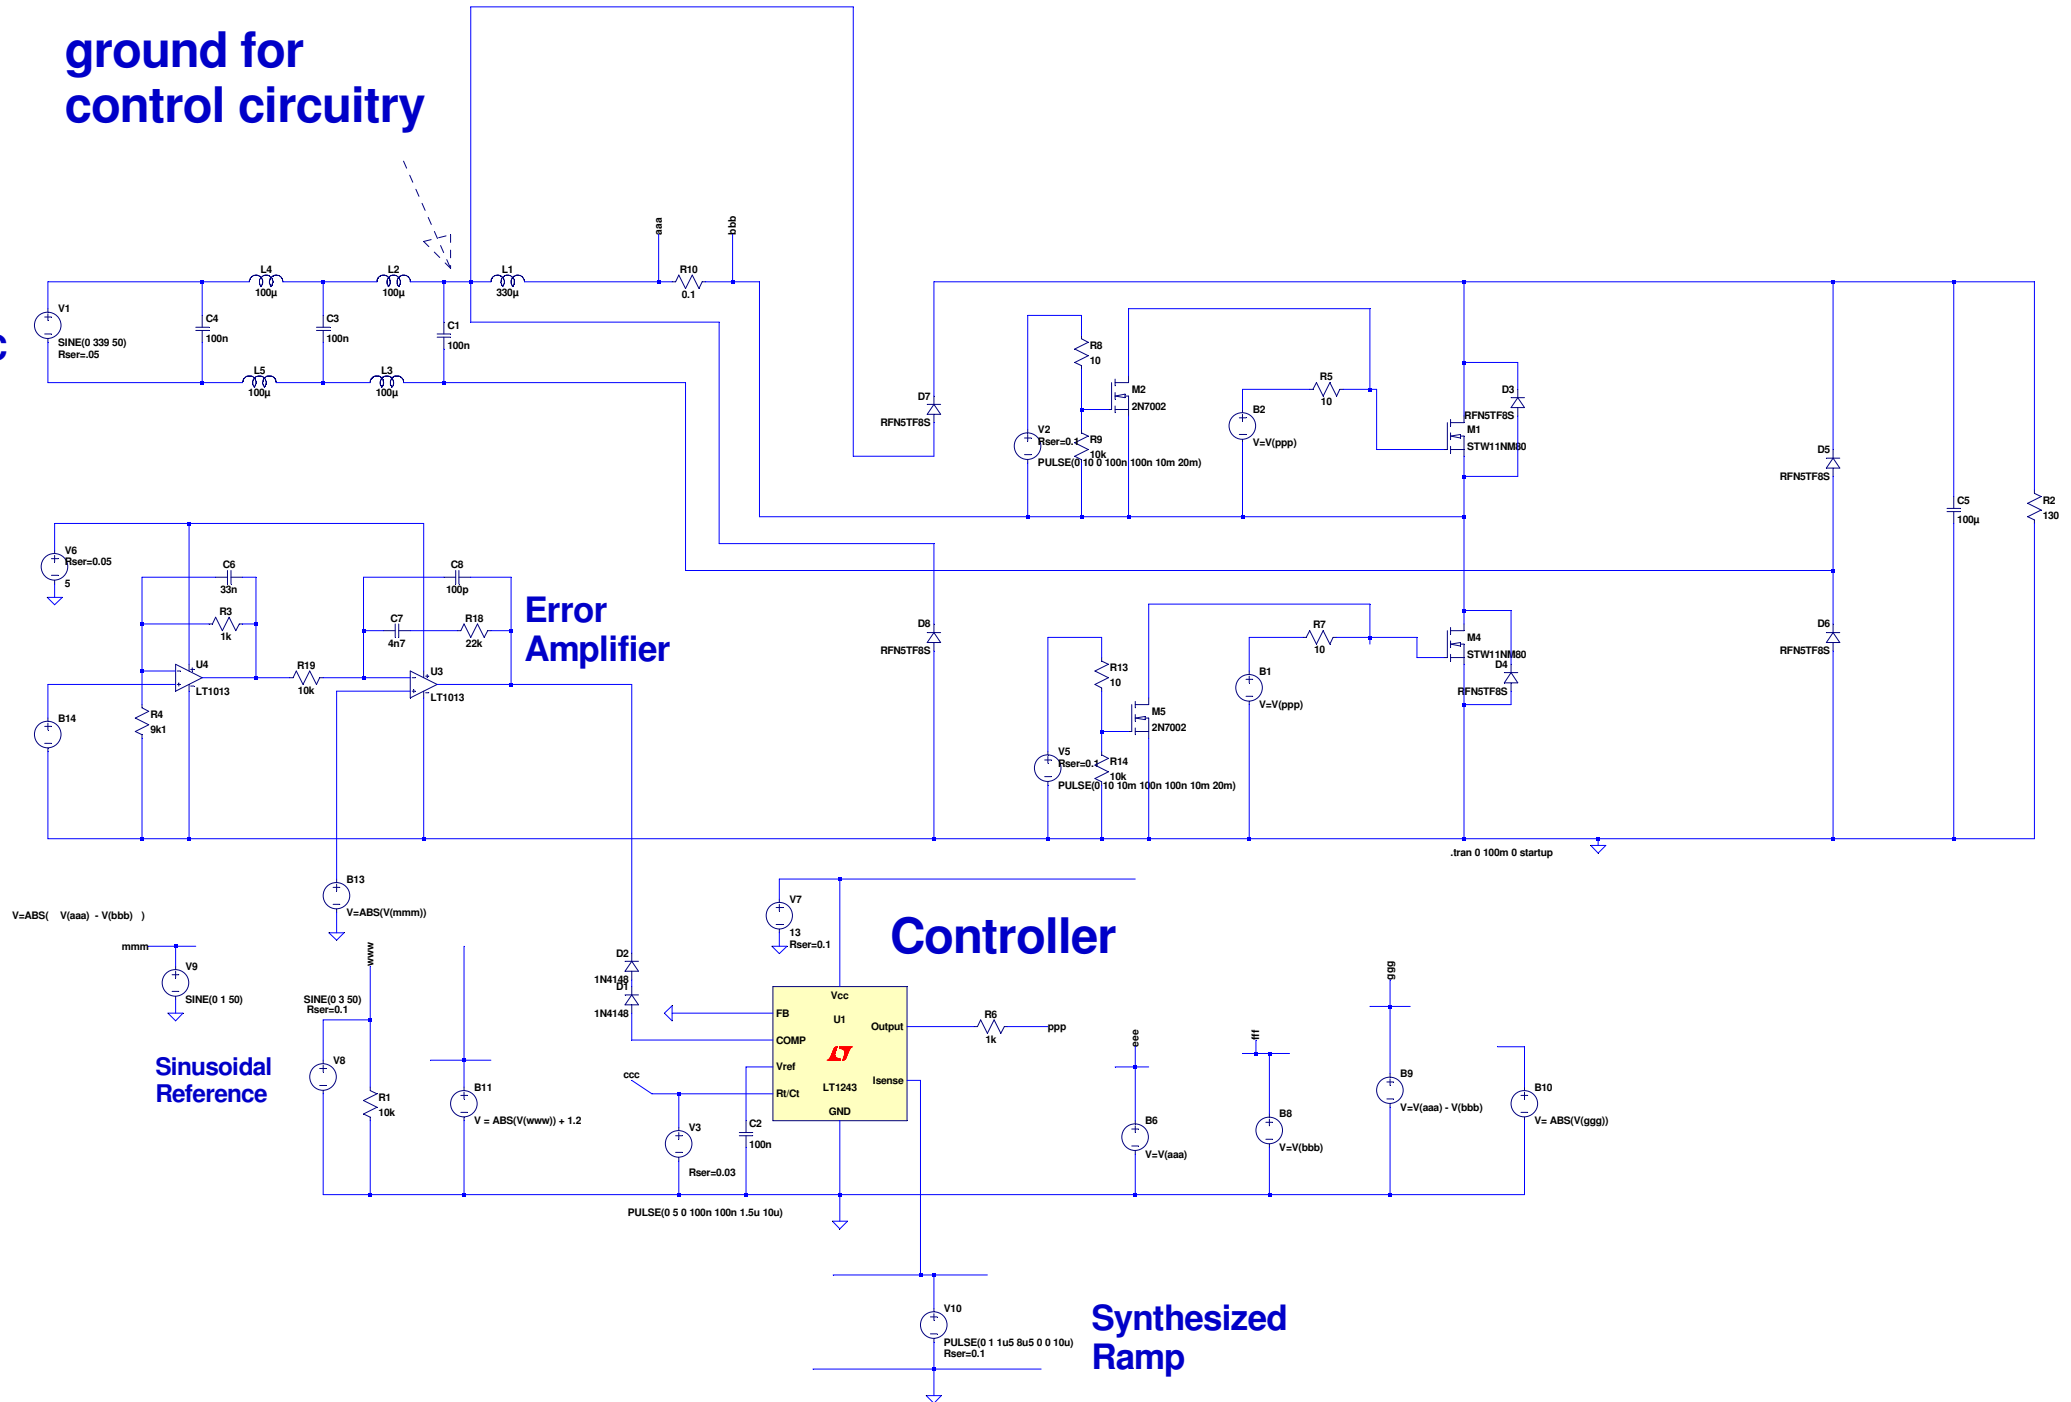 ground for
control circuitry
aaa
bbb
L4
100µ
L2
100µ
L1
330µ
R10
0.1
V1
SINE(0 339 50)
Rser=.05
C4
100n
C3
100n
C1
100n
L5
100µ
L3
100µ
R8
10
M2
2N7002
R5
10
B2
V=V(ppp)
D3
RFN5TF8S
M1
STW11NM80
D7
RFN5TF8S
V2
Rser=0.1
R9
10k
PULSE(0 10 0 100n 100n 10m 20m)
D5
RFN5TF8S
C5
100µ
R2
130
V6
Rser=0.05
5
C6
33n
R3
1k
C8
100p
C7
4n7
R18
22k
Error
Amplifier
U4
LT1013
R19
10k
U3
LT1013
B14
R4
9k1
D8
RFN5TF8S
R13
10
M5
2N7002
R7
10
B1
V=V(ppp)
M4
STW11NM80
D4
RFN5TF8S
D6
RFN5TF8S
V5
Rser=0.1
R14
10k
PULSE(0 10 10m 100n 100n 10m 20m)
.tran 0 100m 0 startup
V=ABS( V(aaa) - V(bbb) )
B13
V=ABS(V(mmm))
mmm
V9
SINE(0 1 50)
www
SINE(0 3 50)
Rser=0.1
V8
R1
10k
Sinusoidal
Reference
B11
V = ABS(V(www)) + 1.2
V7
13
Rser=0.1
Controller
D2
1N4148
D1
1N4148
Vcc
FB
U1
Output
COMP
Vref
LT1243
Isense
Rt/Ct
GND
R6
1k
ppp
ccc
V3
Rser=0.03
C2
100n
PULSE(0 5 0 100n 100n 1.5u 10u)
eee
B6
V=V(aaa)
fff
B8
V=V(bbb)
ggg
B9
V=V(aaa) - V(bbb)
B10
V= ABS(V(ggg))
V10
PULSE(0 1 1u5 8u5 0 0 10u)
Rser=0.1
Synthesized
Ramp